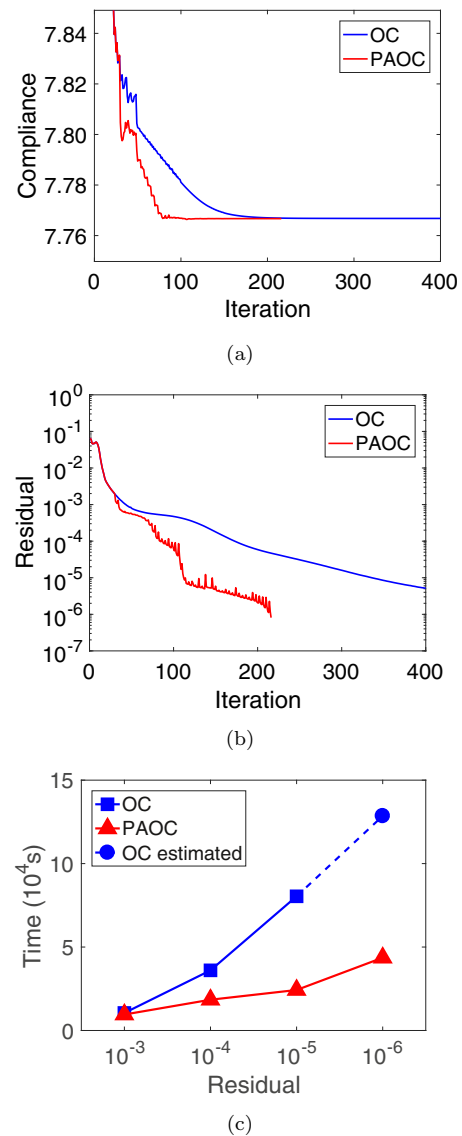 7.84
7.82
7.80
7.78
7.76
Compliance
OC
PAOC
0 100 200 300 400
Iteration
(a)
10^0
10^-1
10^-2
10^-3
10^-4
10^-5
10^-6
10^-7
Residual
OC
PAOC
0 100 200 300 400
Iteration
(b)
15
10
5
0
Time (10^4s)
OC
PAOC
OC estimated
10^-3 10^-4 10^-5 10^-6
Residual
(c)